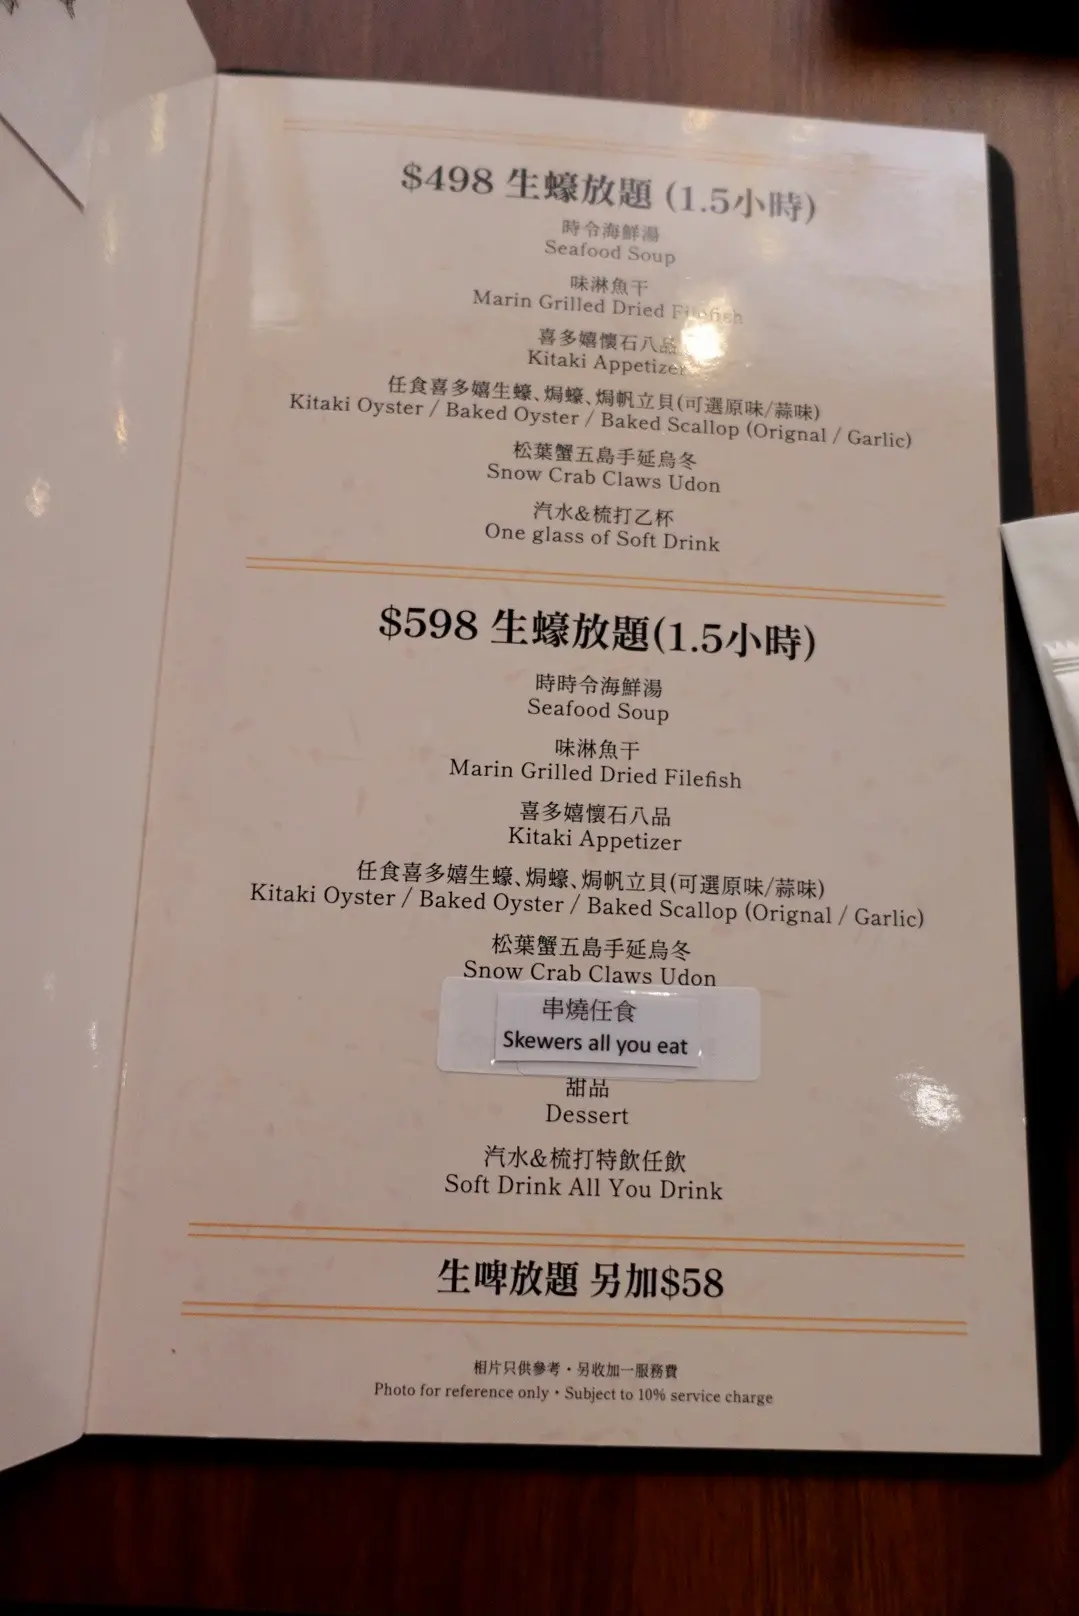 $498 生蠔放題 (1.5小時)
時令海鮮湯
Seafood Soup
味淋魚干
Marin Grilled Dried Filefish
喜多嬉懷石八品
Kitaki Appetizer
任食喜多嬉生蠔、焗蠔、焗帆立貝(可選原味/蒜味)
Kitaki Oyster / Baked Oyster / Baked Scallop (Orignal / Garlic)
松葉蟹五島手延烏冬
Snow Crab Claws Udon
汽水&梳打乙杯
One glass of Soft Drink
$598 生蠔放題(1.5小時)
時時令海鮮湯
Seafood Soup
味淋魚干
Marin Grilled Dried Filefish
喜多嬉懷石八品
Kitaki Appetizer
任食喜多嬉生蠔、焗蠔、焗帆立貝(可選原味/蒜味)
Kitaki Oyster / Baked Oyster / Baked Scallop (Orignal / Garlic)
松葉蟹五島手延烏冬
Snow Crab Claws Udon
串燒任食
Skewers all you eat
甜品
Dessert
汽水&梳打特飲任飲
Soft Drink All You Drink
生啤放題 另加$58
相片只供參考・另收加一服務費
Photo for reference only・Subject to 10% service charge